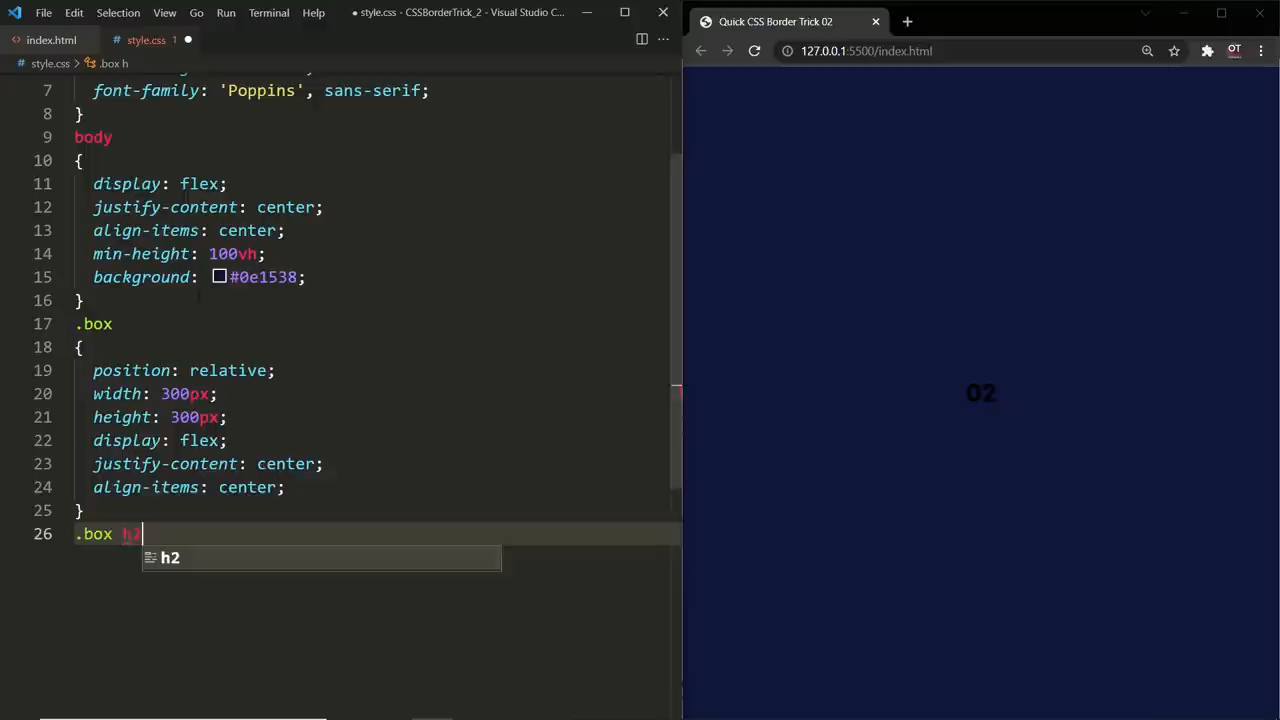 File Edit Selection View Go Run Terminal Help ● style.css - CSSBorderTrick_2 - Visual Studio C...
index.html style.css 1
style.css > .box h
7 font-family: 'Poppins', sans-serif;
8 }
9 body
10 {
11 display: flex;
12 justify-content: center;
13 align-items: center;
14 min-height: 100vh;
15 background: #0e1538;
16 }
17 .box
18 {
19 position: relative;
20 width: 300px;
21 height: 300px;
22 display: flex;
23 justify-content: center;
24 align-items: center;
25 }
26 .box h2
h2
Quick CSS Border Trick 02
127.0.0.1:5500/index.html
OT
02